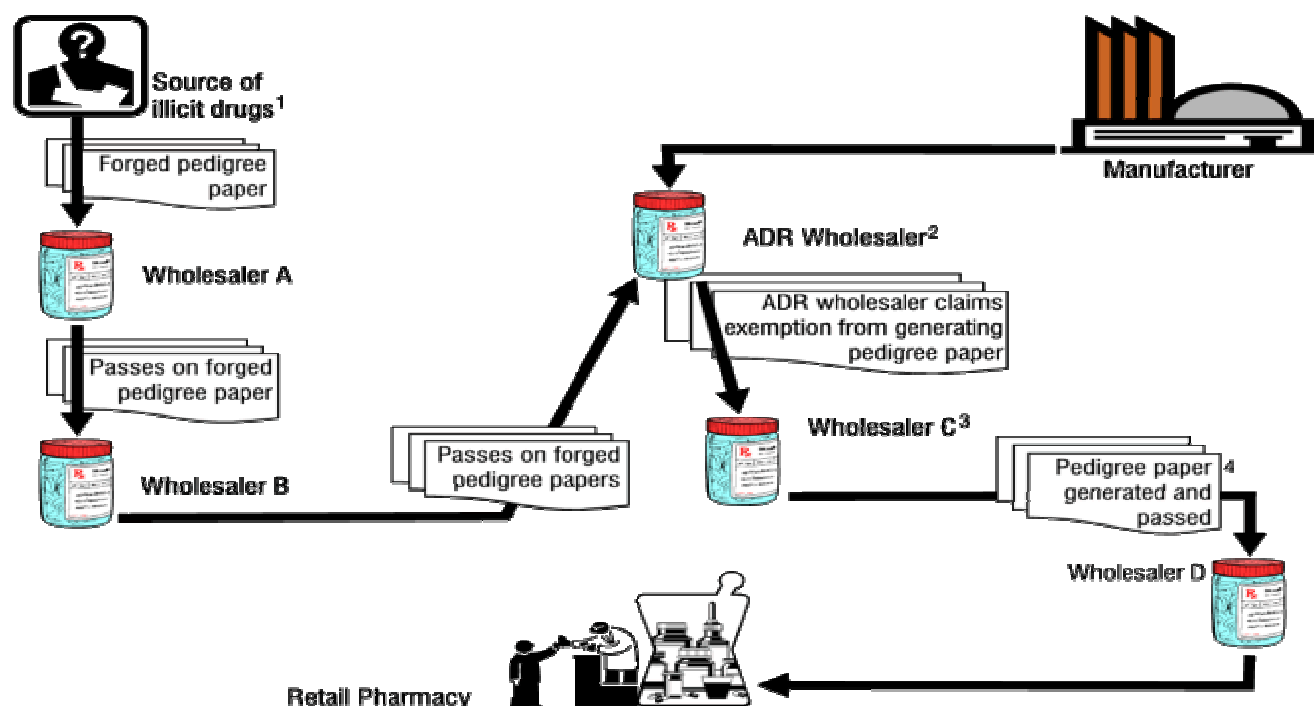 Source of
illicit drugs1
Forged pedigree
paper
Manufacturer
ADR Wholesaler2
Wholesaler A
ADR wholesaler claims
exemption from generating
pedigree paper
Passes on forged
pedigree paper
Wholesaler C3
Passes on forged
pedigree papers
Pedigree paper 4
generated and
passed
Wholesaler B
Wholesaler D
Retail Pharmacy